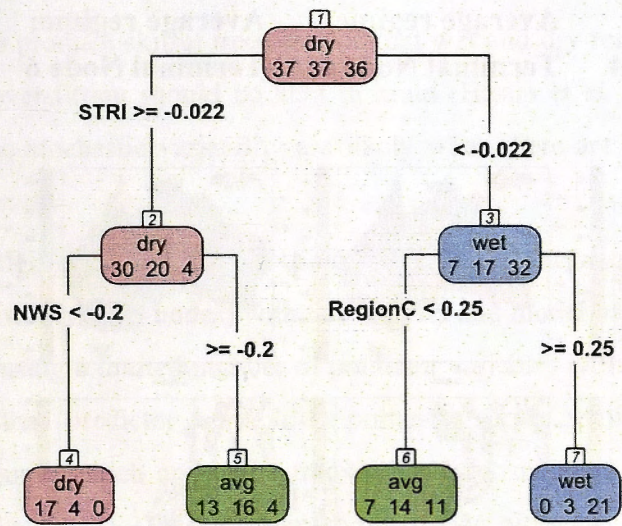 1
dry
37 37 36
STRI >= -0.022
< -0.022
2
dry
30 20 4
3
wet
7 17 32
NWS < -0.2
>= -0.2
RegionC < 0.25
>= 0.25
4
dry
17 4 0
5
avg
13 16 4
6
avg
7 14 11
7
wet
0 3 21